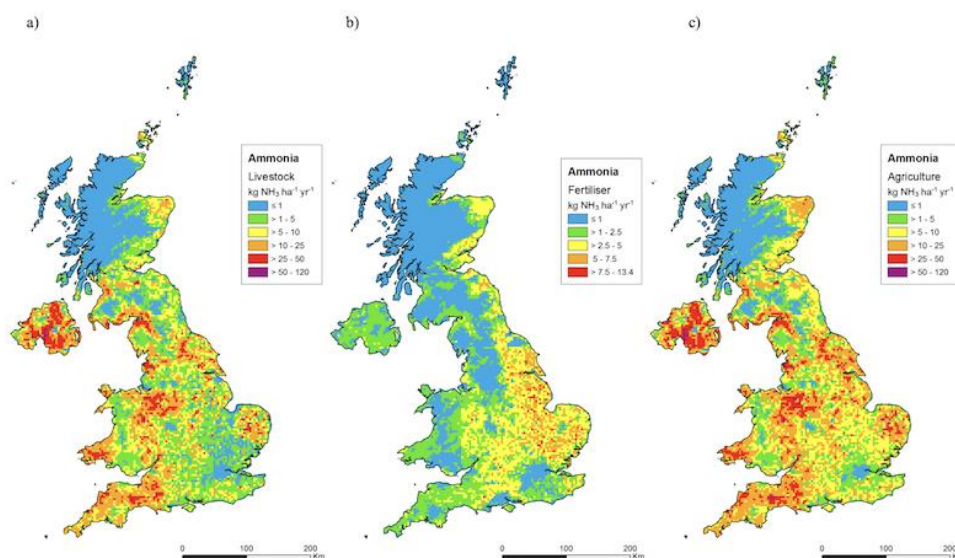 a)
b)
c)
Ammonia
Livestock
kg NH₃ ha⁻¹ yr⁻¹
≤ 1
> 1 - 5
> 5 - 10
> 10 - 25
> 25 - 50
> 50 - 120
Ammonia
Fertiliser
kg NH₃ ha⁻¹ yr⁻¹
≤ 1
> 1 - 2.5
> 2.5 - 5
5 - 7.5
> 7.5 - 13.4
Ammonia
Agriculture
kg NH₃ ha⁻¹ yr⁻¹
≤ 1
> 1 - 5
> 5 - 10
> 10 - 25
> 25 - 50
> 50 - 120
0 100 200
Km
0 100 200
Km
0 100 200
Km